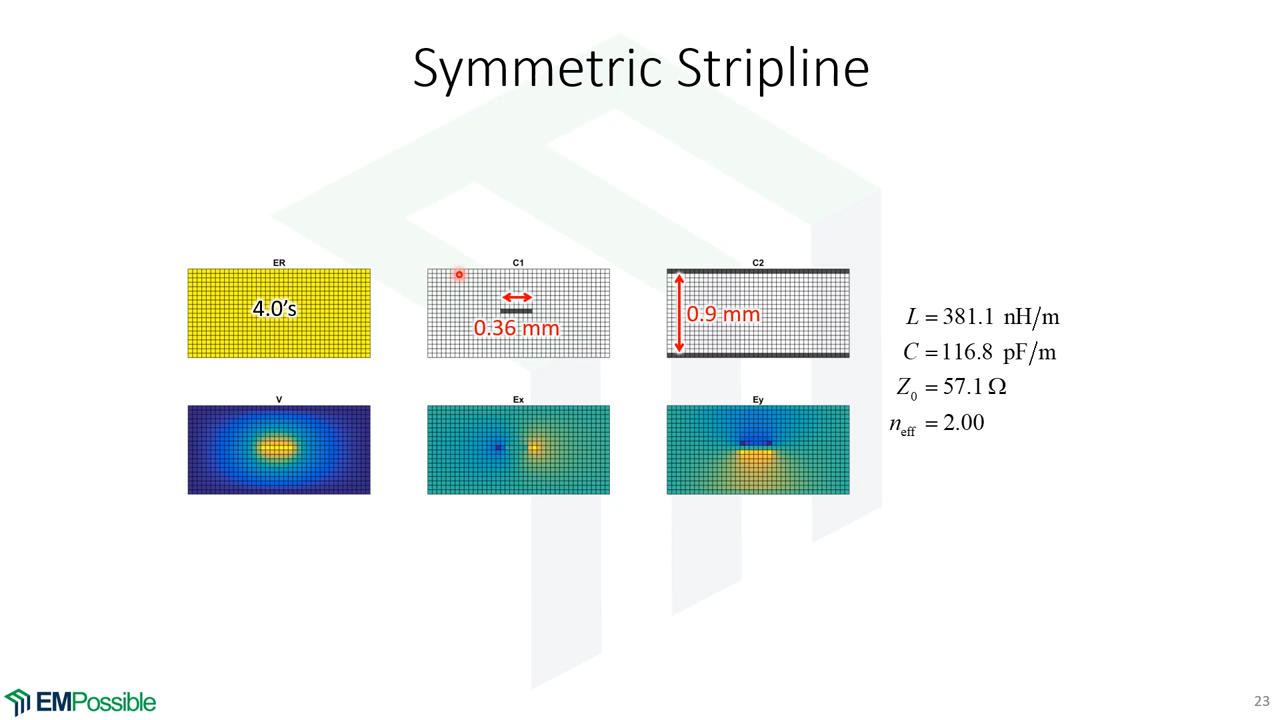 Symmetric Stripline
ER
C1
C2
4.0's
0.36 mm
0.9 mm
L = 381.1 nH/m
C = 116.8 pF/m
Z₀ = 57.1 Ω
n_eff = 2.00
V
Ex
Ey
EMPossible
23